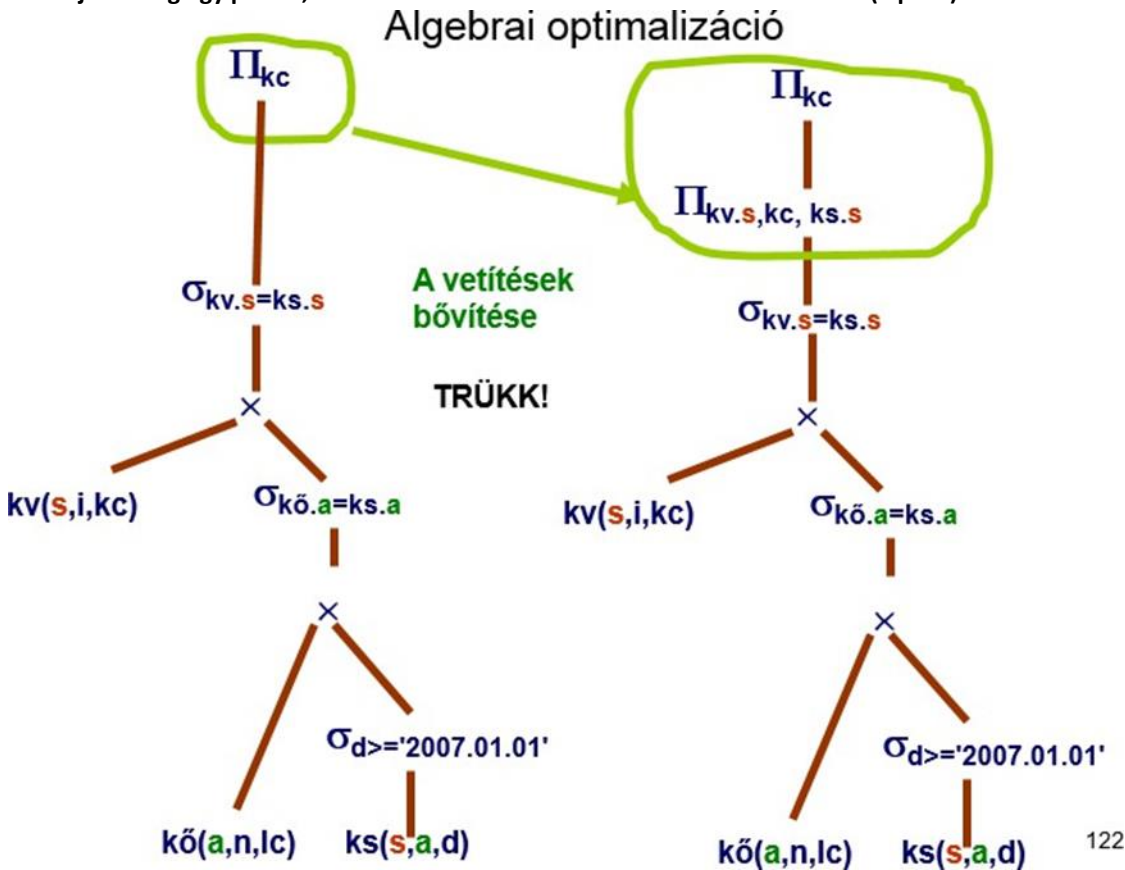 Algebrai optimalizáció
Πkc
σkv.s=ks.s
×
kv(s,i,kc)
σkő.a=ks.a
×
σd>='2007.01.01'
kő(a,n,lc)
ks(s,a,d)
A vetítések
bővítése
TRÜKK!
Πkc
Πkv.s,kc, ks.s
σkv.s=ks.s
×
kv(s,i,kc)
σkő.a=ks.a
×
σd>='2007.01.01'
kő(a,n,lc)
ks(s,a,d)
122